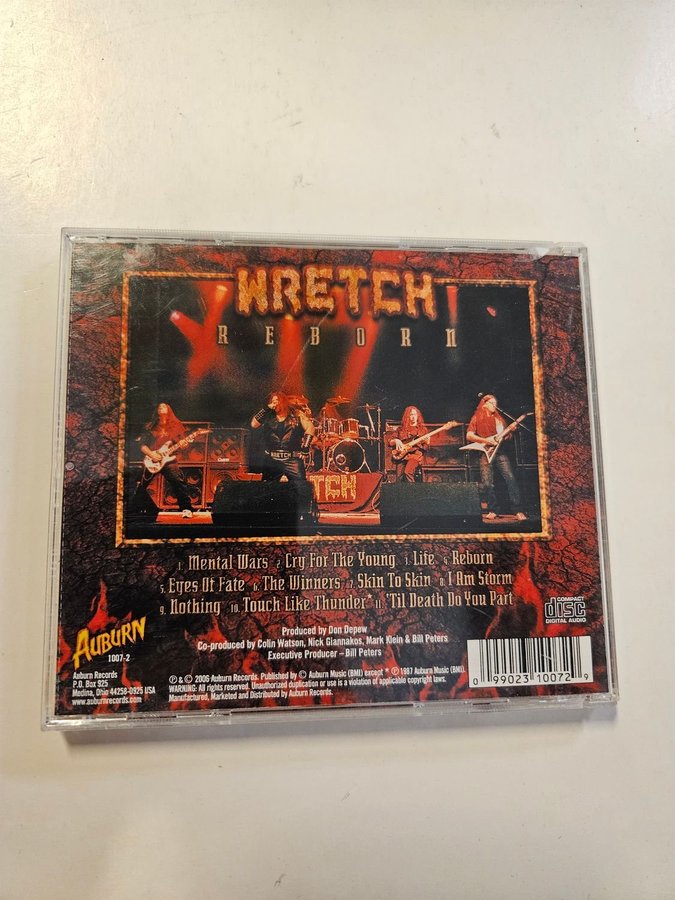 WRETCH
REBORN
WRETCH
TCH
1. Mental Wars 2. Cry For The Young 3. Life 4. Reborn
5. Eyes Of Fate 6. The Winners 7. Skin To Skin 8. I Am Storm
9. Nothing 10. Touch Like Thunder* 11. 'Til Death Do You Part
Produced by Don Depew
Co-produced by Colin Watson, Nick Giannakos, Mark Klein & Bill Peters
Executive Producer – Bill Peters
AUBURN
1007-2
Auburn Records
P.O. Box 925
Medina, Ohio 44258-0925 USA
www.auburnrecords.com
℗ & © 2006 Auburn Records. Published by © Auburn Music (BMI) except * ℗ 1987 Auburn Music (BMI).
WARNING: All rights reserved. Unauthorized duplication or use is a violation of applicable copyright laws.
Manufactured, Marketed and Distributed by Auburn Records.
COMPACT
disc
DIGITAL AUDIO
0 99023 10072 9